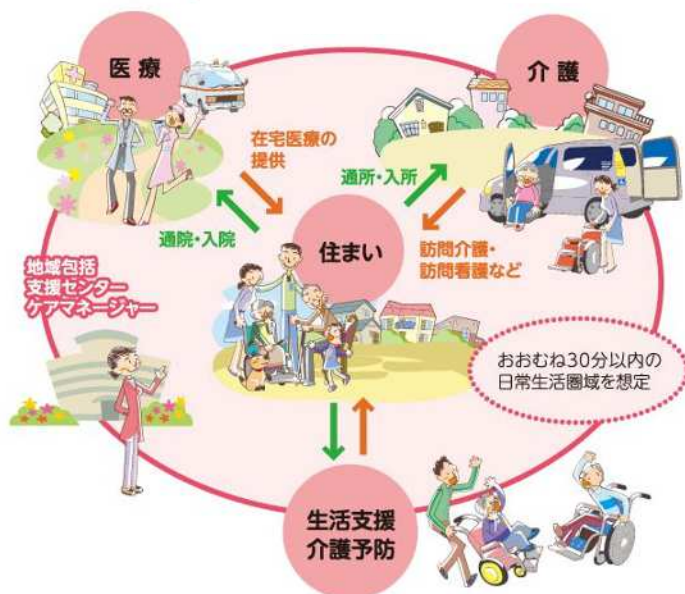 医療
介護
在宅医療の
提供
通所・入所
通院・入院
住まい
訪問介護・
訪問看護など
地域包括
支援センター
ケアマネージャー
おおむね30分以内の
日常生活圏域を想定
生活支援
介護予防